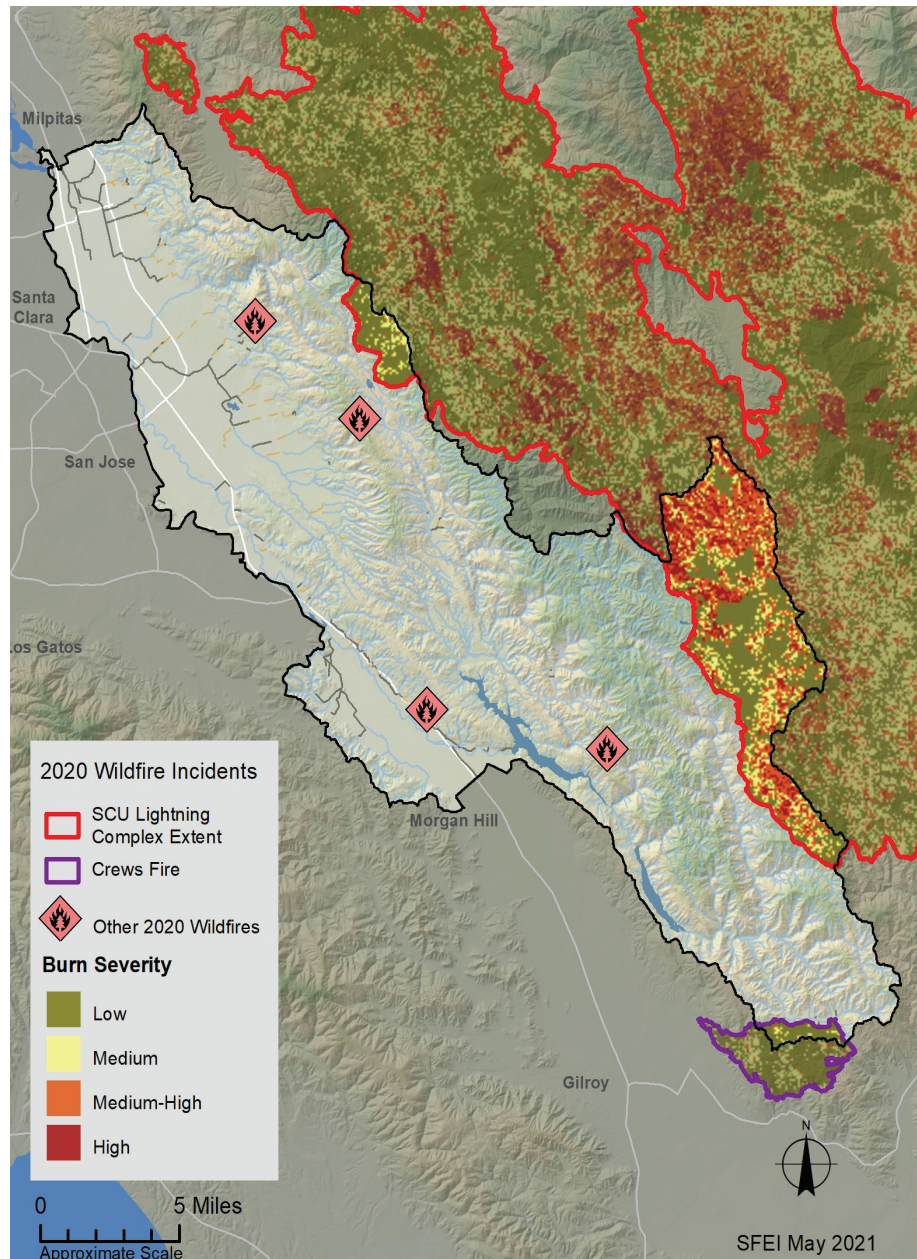 Milpitas
Santa
Clara
San Jose
Los Gatos
Morgan Hill
Gilroy
2020 Wildfire Incidents
SCU Lightning
Complex Extent
Crews Fire
Other 2020 Wildfires
Burn Severity
Low
Medium
Medium-High
High
0 5 Miles
Approximate Scale
N
SFEI May 2021